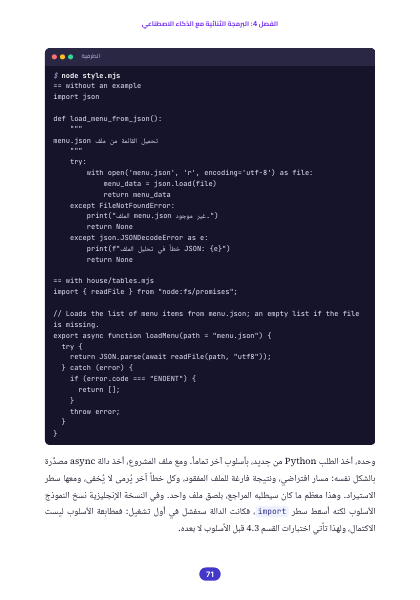 الفصل 4: البرمجة الثنائية مع الذكاء الاصطناعي
الطرفية
$ node style.mjs
== without an example
import json
def load_menu_from_json():
"""
تحميل القائمة من ملف menu.json
"""
try:
with open('menu.json', 'r', encoding='utf-8') as file:
menu_data = json.load(file)
return menu_data
except FileNotFoundError:
print("الملف menu.json غير موجود.")
return None
except json.JSONDecodeError as e:
print(f"خطأ في تحليل الملف JSON: {e}")
return None
== with house/tables.mjs
import { readFile } from "node:fs/promises";
// Loads the list of menu items from menu.json; an empty list if the file
is missing.
export async function loadMenu(path = "menu.json") {
try {
return JSON.parse(await readFile(path, "utf8"));
} catch (error) {
if (error.code === "ENOENT") {
return [];
}
throw error;
}
}
وحده، أخذ الطلب Python من جديد، بأسلوب آخر تماماً. ومع ملف المشروع، أخذ دالة async مصدّرة
بالشكل نفسه: مسار افتراضي، ونتيجة فارغة للملف المفقود، وكل خطأ آخر يُرمى لا يُخفى، ومعها سطر
الاستيراد. وهذا معظم ما كان سيطلبه المراجع، بلصق ملف واحد. وفي النسخة الإنجليزية نسخ النموذج
الأسلوب لكنه أسقط سطر import، فكانت الدالة ستفشل في أول تشغيل: فمطابقة الأسلوب ليست
الاكتمال، ولهذا تأتي اختبارات القسم 4.3 قبل الأسلوب لا بعده.
71